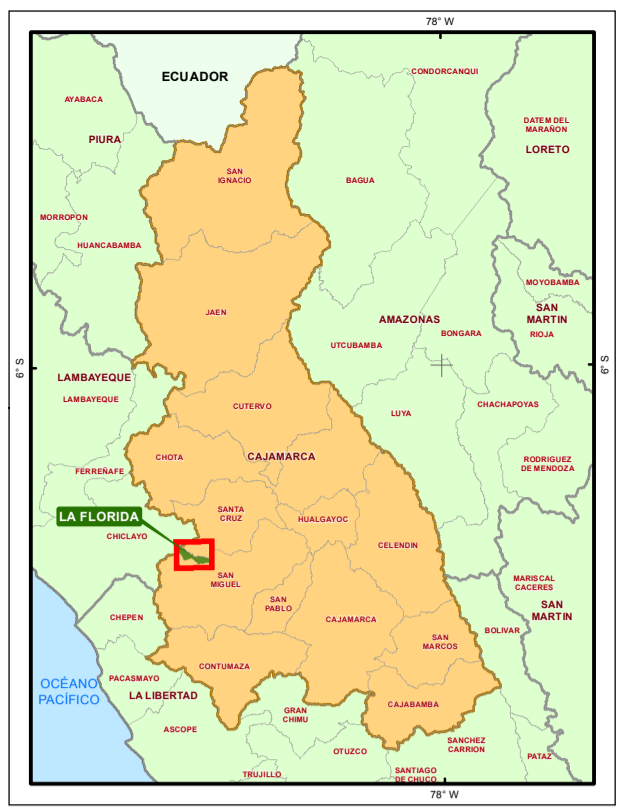 78° W
ECUADOR
CONDORCANQUI
AYABACA
DATEM DEL
MARAÑON
PIURA
LORETO
SAN
IGNACIO
BAGUA
MORROPON
HUANCABAMBA
MOYOBAMBA
SAN
MARTIN
RIOJA
JAEN
AMAZONAS
BONGARA
UTCUBAMBA
6° S
6° S
LAMBAYEQUE
LAMBAYEQUE
CUTERVO
LUYA
CHACHAPOYAS
CHOTA
CAJAMARCA
RODRIGUEZ
DE MENDOZA
FERREÑAFE
LA FLORIDA
SANTA
CRUZ
HUALGAYOC
CHICLAYO
CELENDIN
SAN
MIGUEL
MARISCAL
CACERES
SAN
MARTIN
SAN
PABLO
CHEPEN
CAJAMARCA
BOLIVAR
SAN
MARCOS
CONTUMAZA
PACASMAYO
OCÉANO
PACÍFICO
LA LIBERTAD
CAJABAMBA
GRAN
CHIMU
ASCOPE
SANCHEZ
CARRION
OTUZCO
PATAZ
TRUJILLO
SANTIAGO
DE CHUCO
78° W